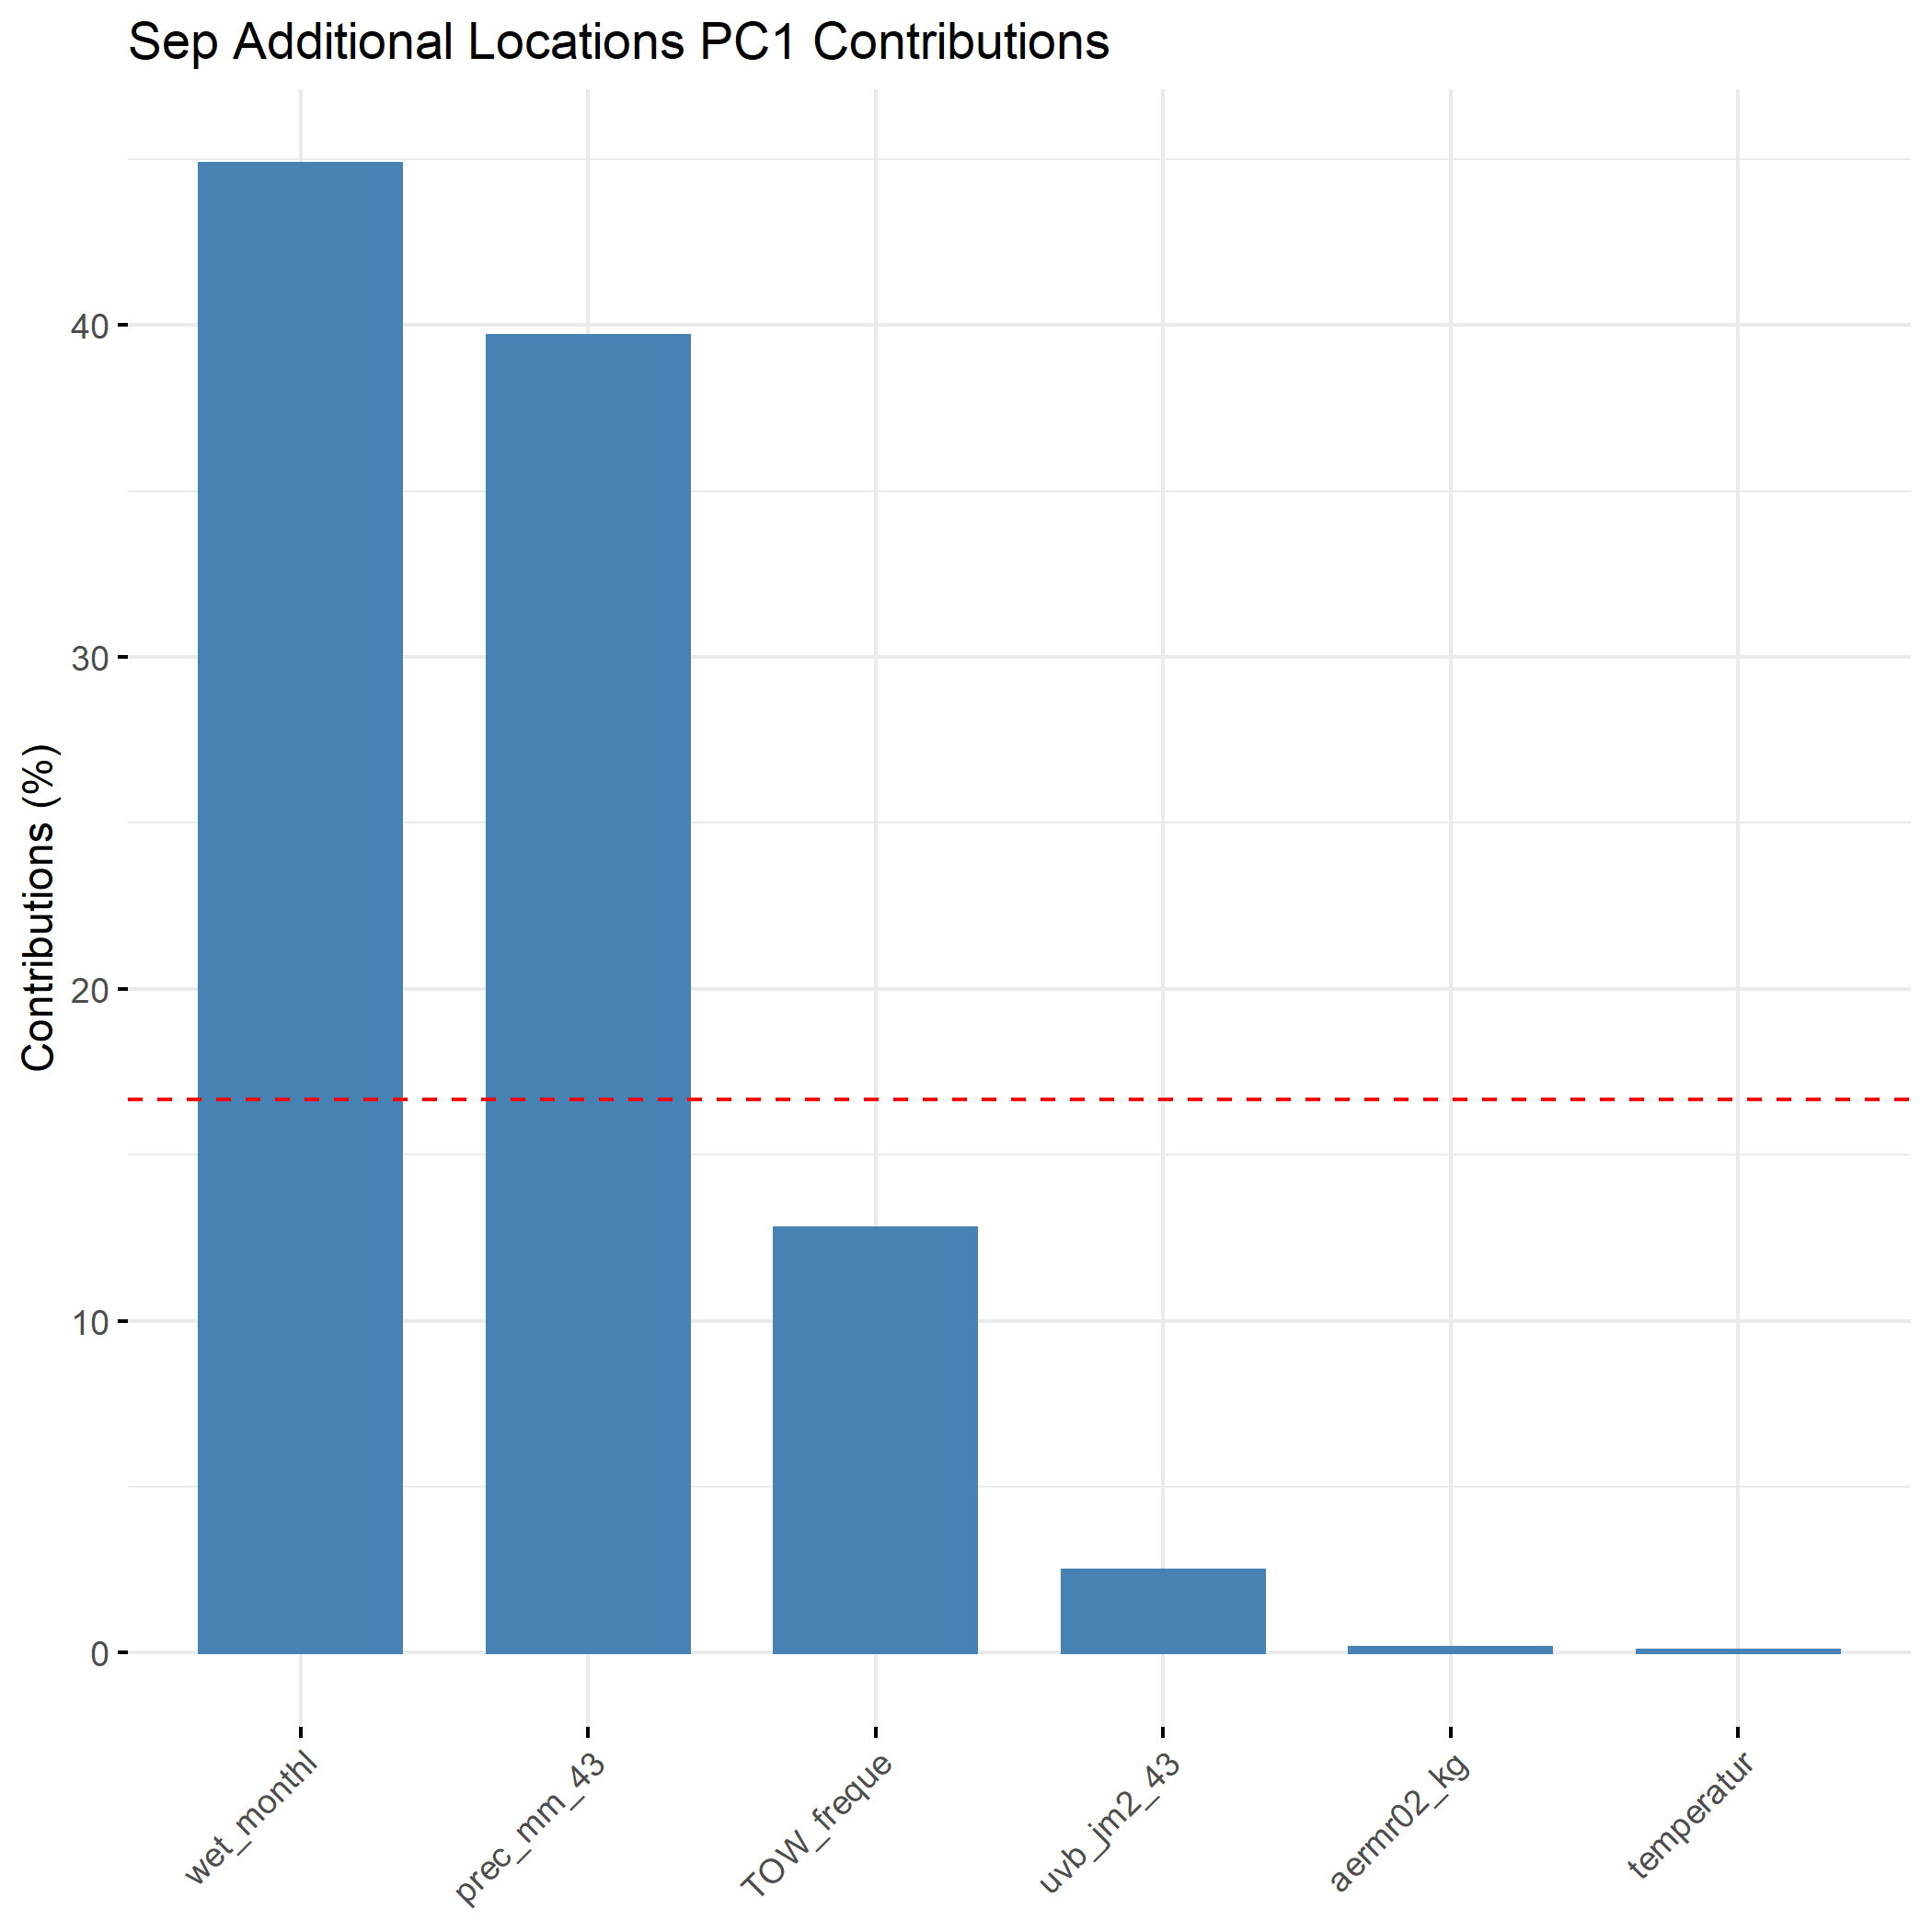 Sep Additional Locations PC1 Contributions
Contributions (%)
40
30
20
10
0
wet_monthl
prec_mm_43
TOW_freque
uvb_jm2_43
aermr02_kg
temperatur